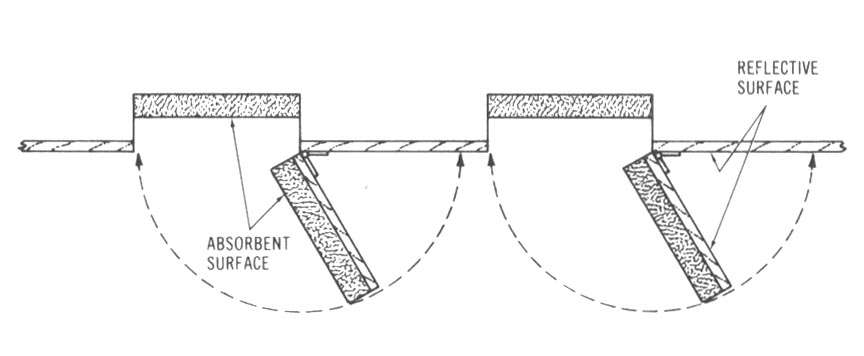 REFLECTIVE
SURFACE
ABSORBENT
SURFACE